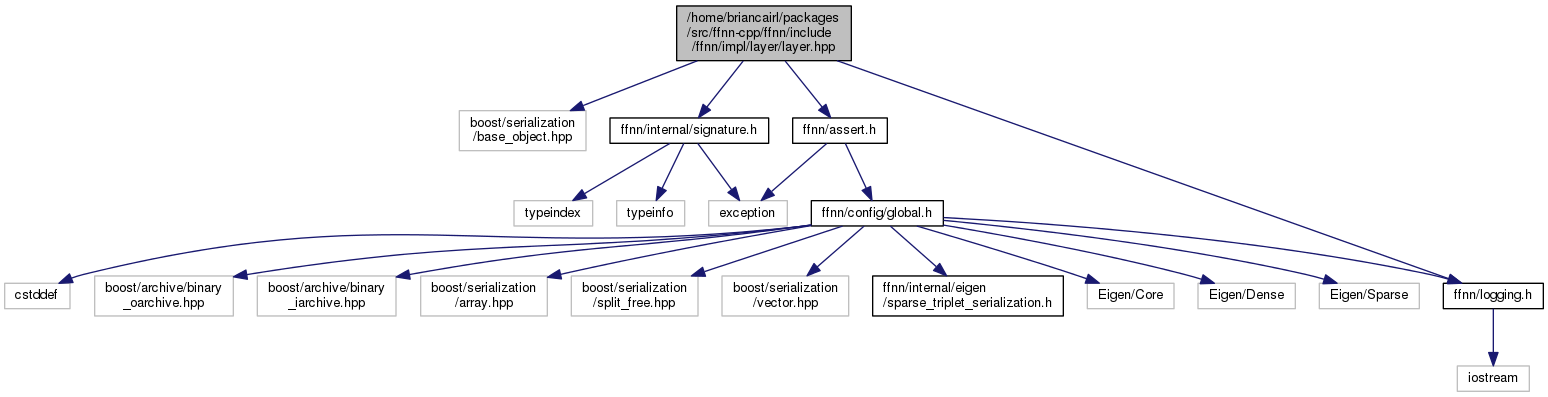 /home/briancairl/packages
/src/ffnn-cpp/ffnn/include
/ffnn/impl/layer/layer.hpp
boost/serialization
/base_object.hpp
ffnn/internal/signature.h
ffnn/assert.h
typeindex
typeinfo
exception
ffnn/config/global.h
cstddef
boost/archive/binary
_oarchive.hpp
boost/archive/binary
_iarchive.hpp
boost/serialization
/array.hpp
boost/serialization
/split_free.hpp
boost/serialization
/vector.hpp
ffnn/internal/eigen
/sparse_triplet_serialization.h
Eigen/Core
Eigen/Dense
Eigen/Sparse
ffnn/logging.h
iostream